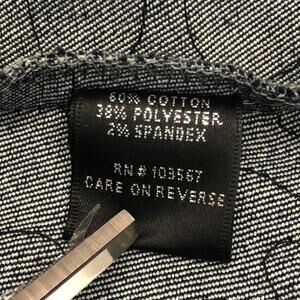 60% COTTON
38% POLYESTER
2% SPANDEX
RN # 103567
CARE ON REVERSE